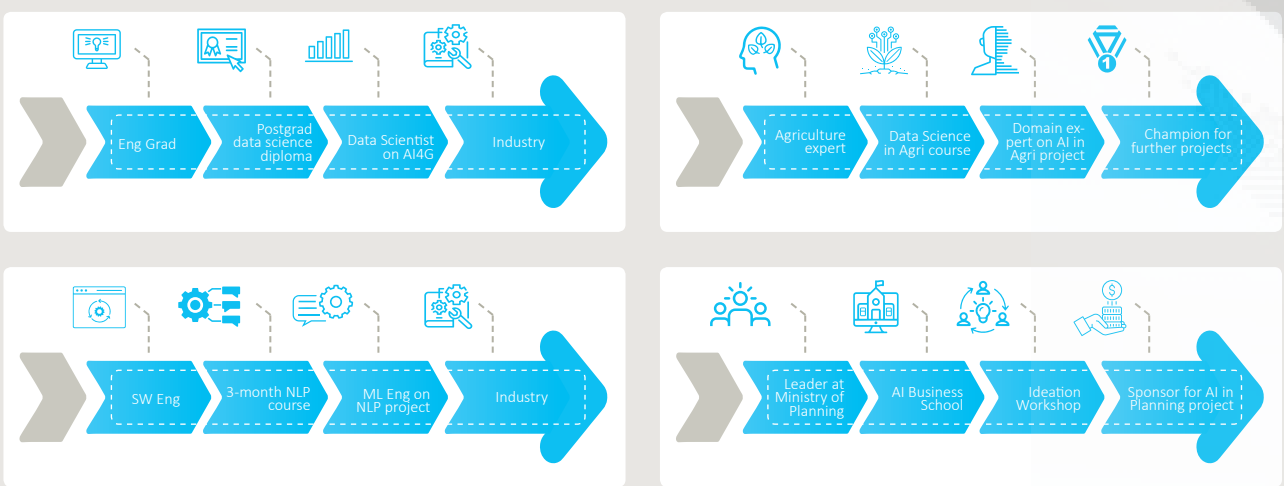 Eng Grad
Postgrad
data science
diploma
Data Scientist
on AI4G
Industry
Agriculture
expert
Data Science
in Agri course
Domain ex-
pert on AI in
Agri project
1
Champion for
further projects
SW Eng
3-month NLP
course
ML Eng on
NLP project
Industry
Leader at
Ministry of
Planning
AI Business
School
Ideation
Workshop
$
Sponsor for AI in
Planning project